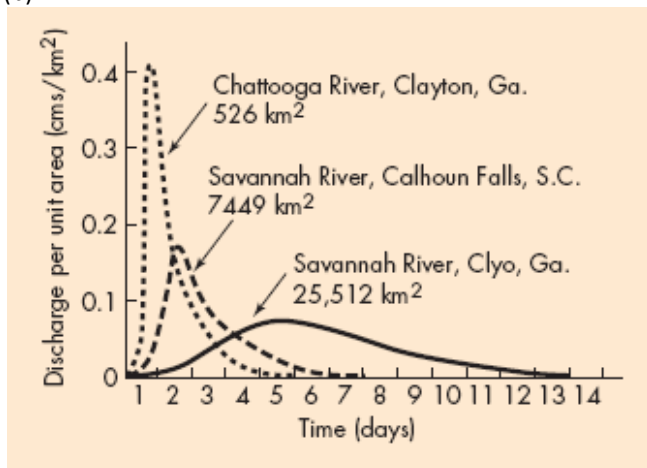 Discharge per unit area (cms/km²)
0.4
0.3
0.2
0.1
0
Chattooga River, Clayton, Ga.
526 km²
Savannah River, Calhoun Falls, S.C.
7449 km²
Savannah River, Clyo, Ga.
25,512 km²
1 2 3 4 5 6 7 8 9 10 11 12 13 14
Time (days)